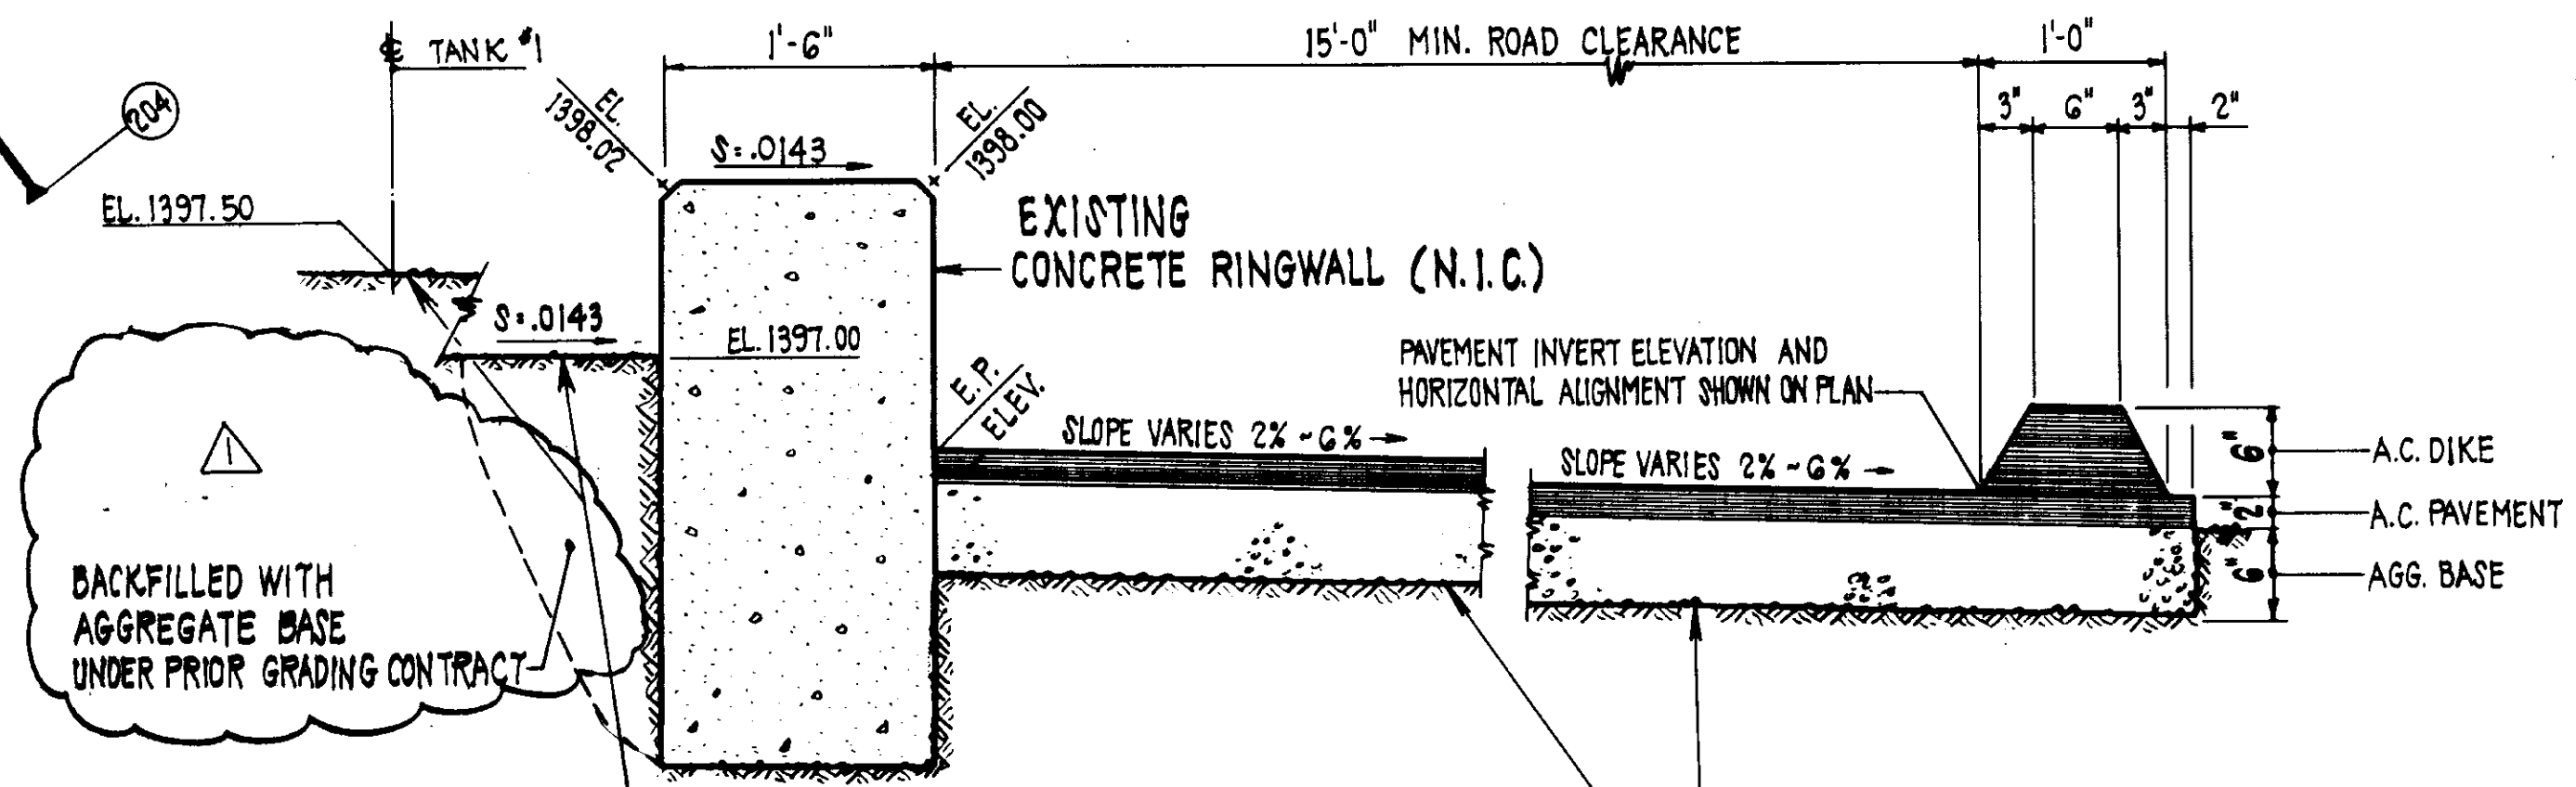 ℄ TANK #1
1'-6"
15'-0" MIN. ROAD CLEARANCE
1'-0"
204
EL.
1398.02
EL.
1398.00
3"
6"
3"
2"
S=.0143
EL. 1397.50
EXISTING
CONCRETE RINGWALL (N.I.C.)
S=.0143
EL. 1397.00
E.P.
ELEV.
PAVEMENT INVERT ELEVATION AND
HORIZONTAL ALIGNMENT SHOWN ON PLAN
SLOPE VARIES 2% ~ 6%
SLOPE VARIES 2% ~ 6%
6"
A.C. DIKE
2"
A.C. PAVEMENT
6"
AGG. BASE
1
BACKFILLED WITH
AGGREGATE BASE
UNDER PRIOR GRADING CONTRACT